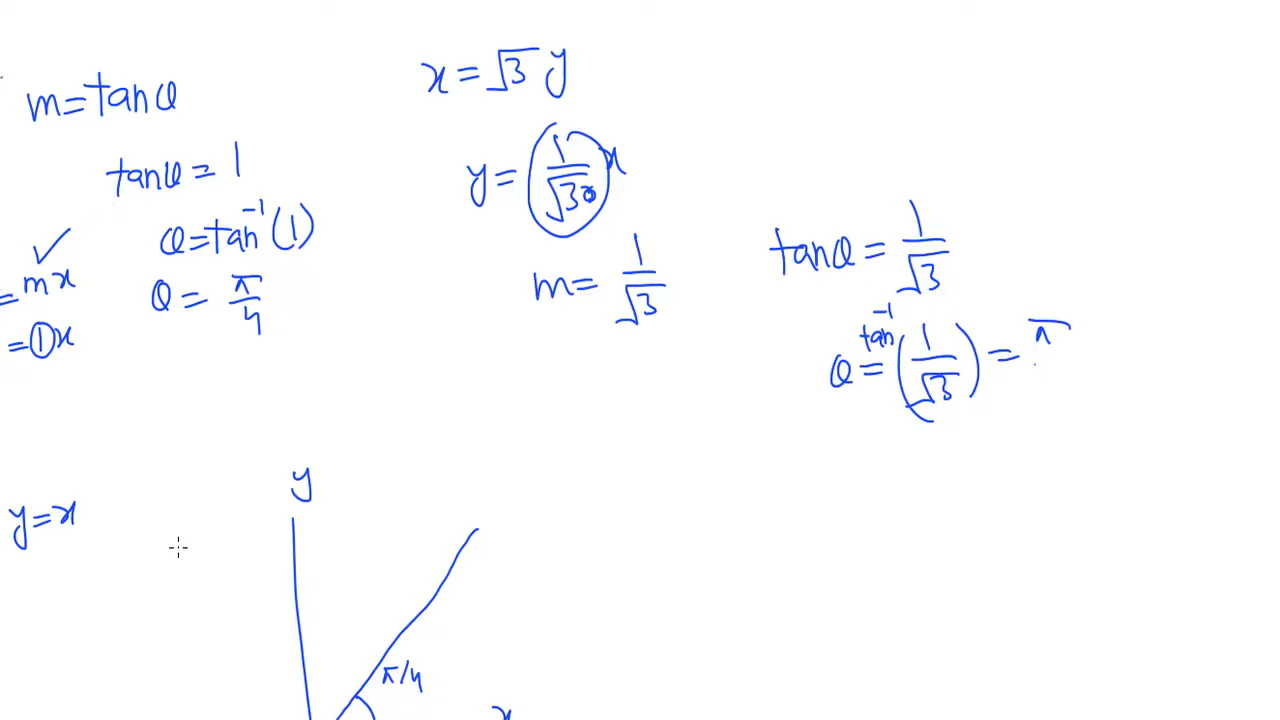 m=tanθ
tanθ = 1
θ=tan⁻¹(1)
θ = π/4
=mx
=①x
x = √3 y
y = (1/√3) x
m= 1/√3
tanθ = 1/√3
θ = tan⁻¹(1/√3) = π
y=x
y
π/4
x